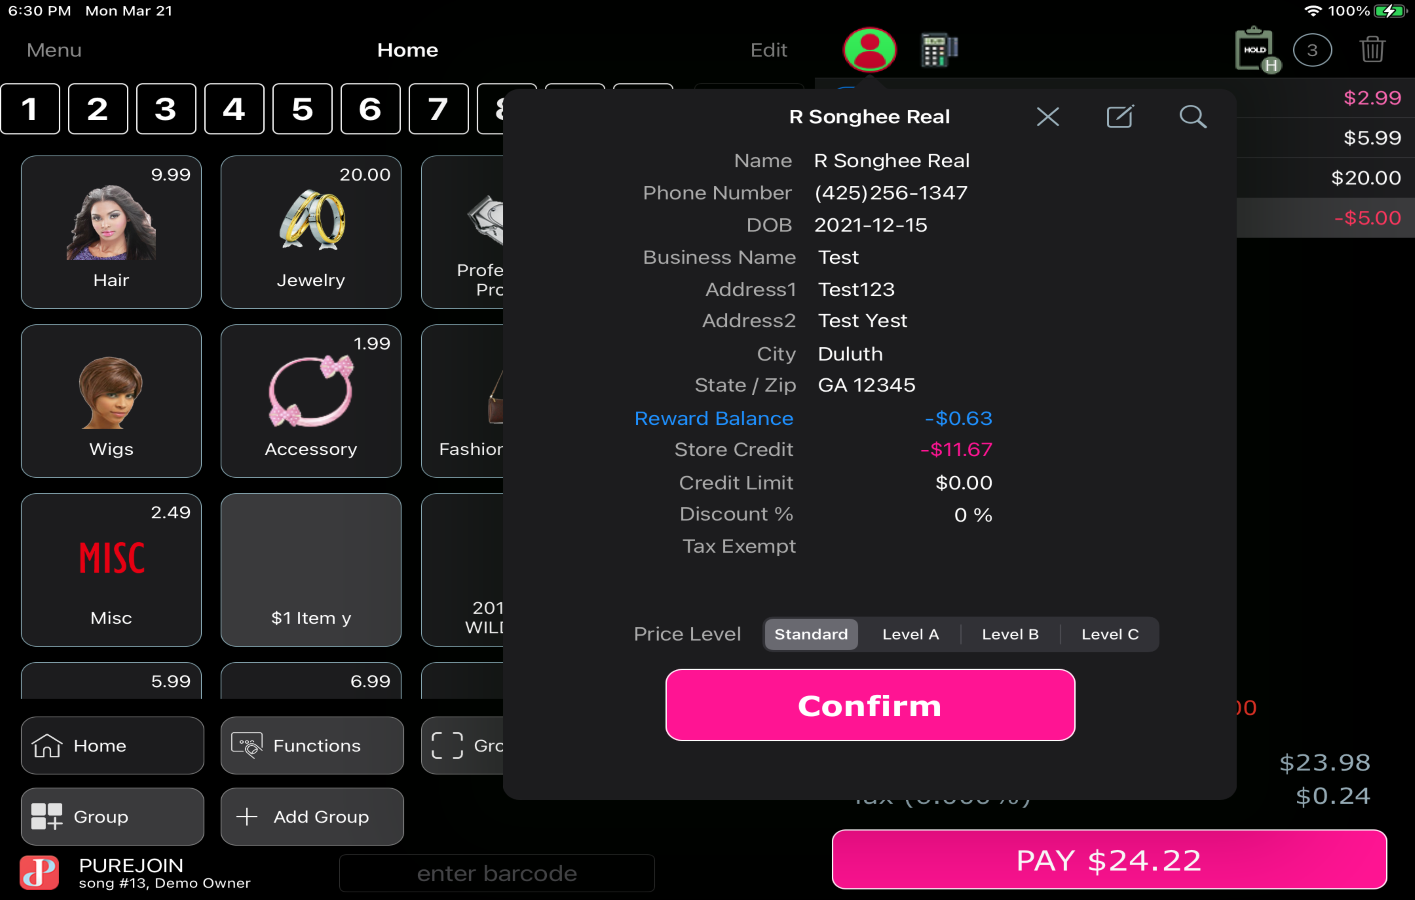 6:30 PM Mon Mar 21
100%
Menu
Home
Edit
HOLD
H
3
1 2 3 4 5 6 7
R Songhee Real
$2.99
$5.99
$20.00
-$5.00
Name R Songhee Real
Phone Number (425)256-1347
DOB 2021-12-15
Business Name Test
Address1 Test123
Address2 Test Yest
City Duluth
State / Zip GA 12345
Reward Balance -$0.63
Store Credit -$11.67
Credit Limit $0.00
Discount % 0 %
Tax Exempt
Price Level Standard Level A Level B Level C
Confirm
9.99
Hair
20.00
Jewelry
Profe
Pro
Wigs
1.99
Accessory
Fashion
2.49
MISC
Misc
$1 Item y
201
WILD
5.99
6.99
Home
Functions
Gro
Group
Add Group
PUREJOIN
song #13, Demo Owner
enter barcode
$23.98
$0.24
PAY $24.22